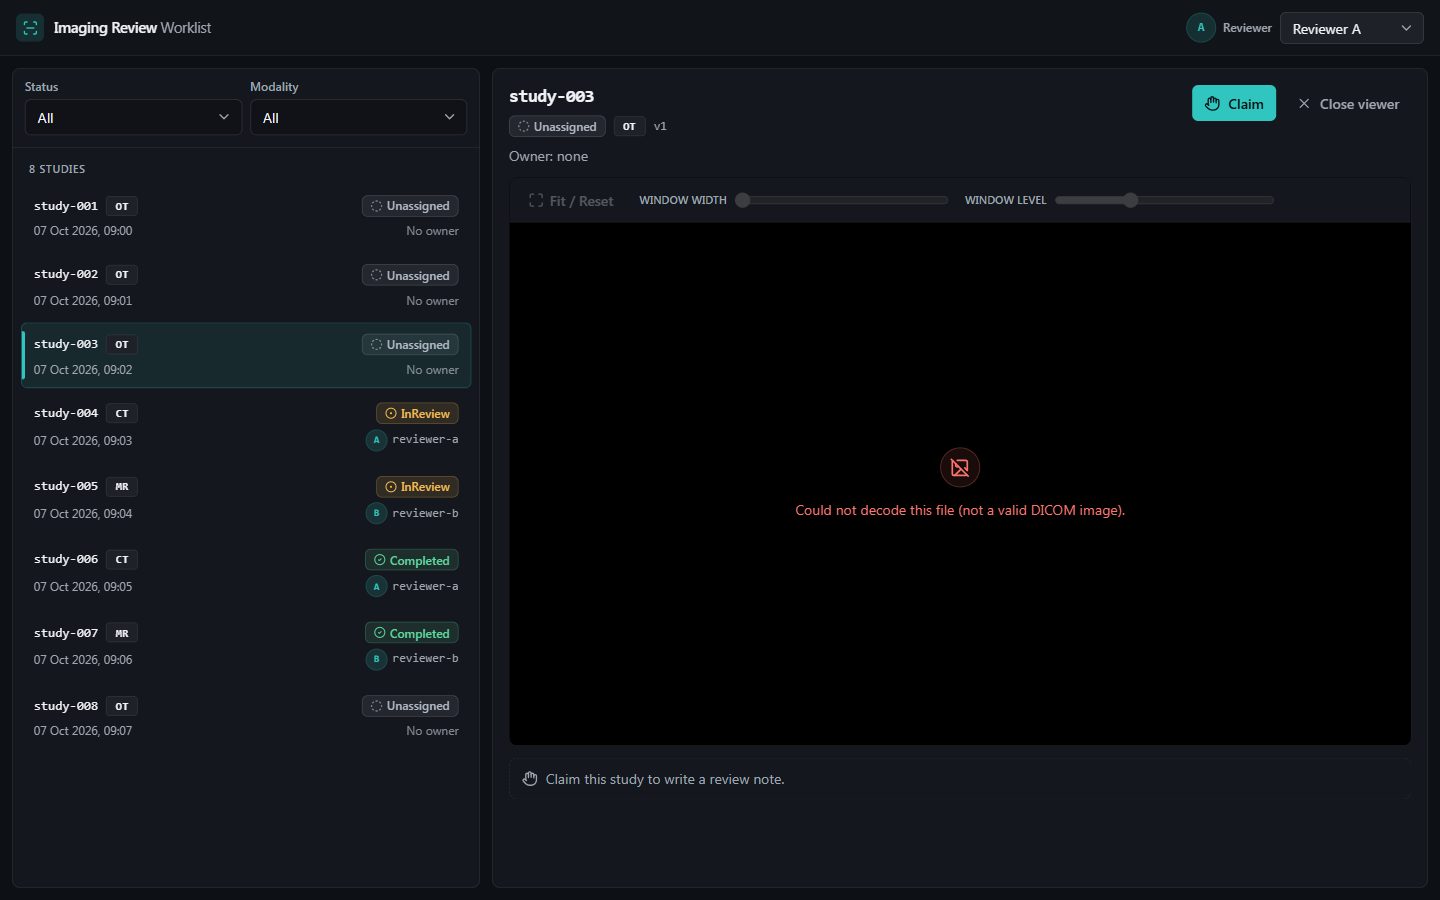 Imaging Review Worklist
A Reviewer Reviewer A
Status Modality
All All
8 STUDIES
study-001 OT Unassigned
07 Oct 2026, 09:00 No owner
study-002 OT Unassigned
07 Oct 2026, 09:01 No owner
study-003 OT Unassigned
07 Oct 2026, 09:02 No owner
study-004 CT InReview
07 Oct 2026, 09:03 A reviewer-a
study-005 MR InReview
07 Oct 2026, 09:04 B reviewer-b
study-006 CT Completed
07 Oct 2026, 09:05 A reviewer-a
study-007 MR Completed
07 Oct 2026, 09:06 B reviewer-b
study-008 OT Unassigned
07 Oct 2026, 09:07 No owner
study-003
Claim Close viewer
Unassigned OT v1
Owner: none
Fit / Reset WINDOW WIDTH WINDOW LEVEL
Could not decode this file (not a valid DICOM image).
Claim this study to write a review note.